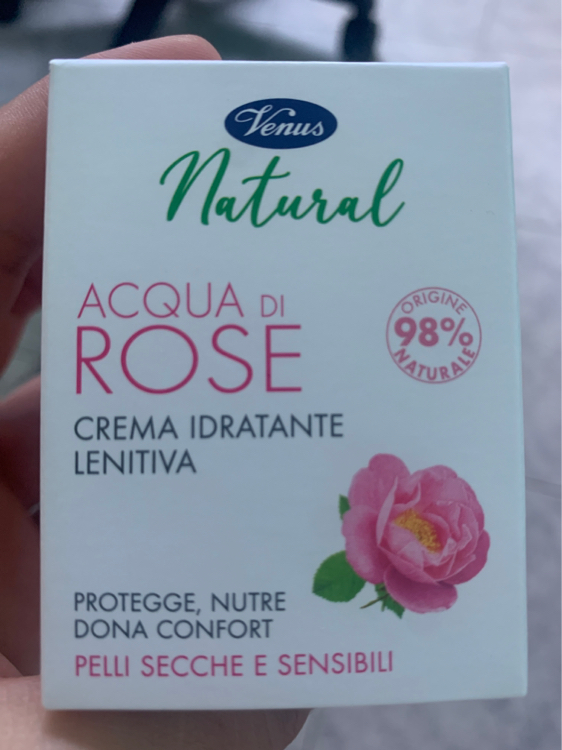 Venus
Natural
ACQUA DI
ROSE
ORIGINE
98%
NATURALE
CREMA IDRATANTE
LENITIVA
PROTEGGE, NUTRE
DONA CONFORT
PELLI SECCHE E SENSIBILI